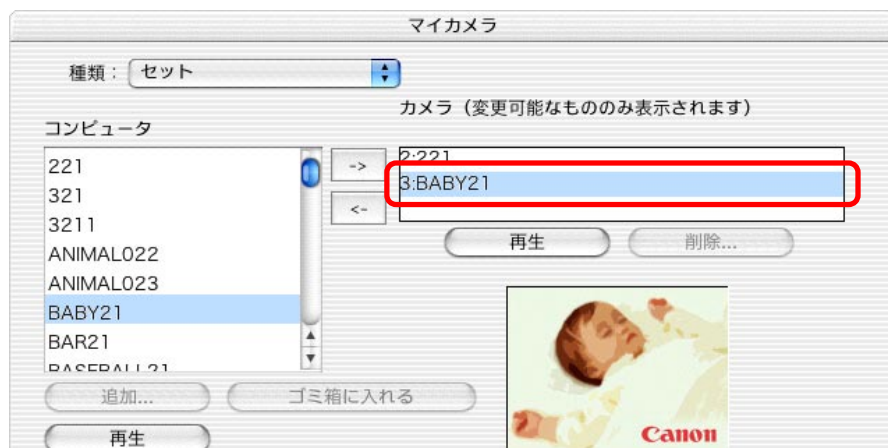 マイカメラ
種類： セット
カメラ（変更可能なもののみ表示されます）
コンピュータ
221
321
3211
ANIMAL022
ANIMAL023
BABY21
BAR21
BASEBALL21
->
<-
2:221
3:BABY21
再生
削除...
追加...
ゴミ箱に入れる
再生
Canon